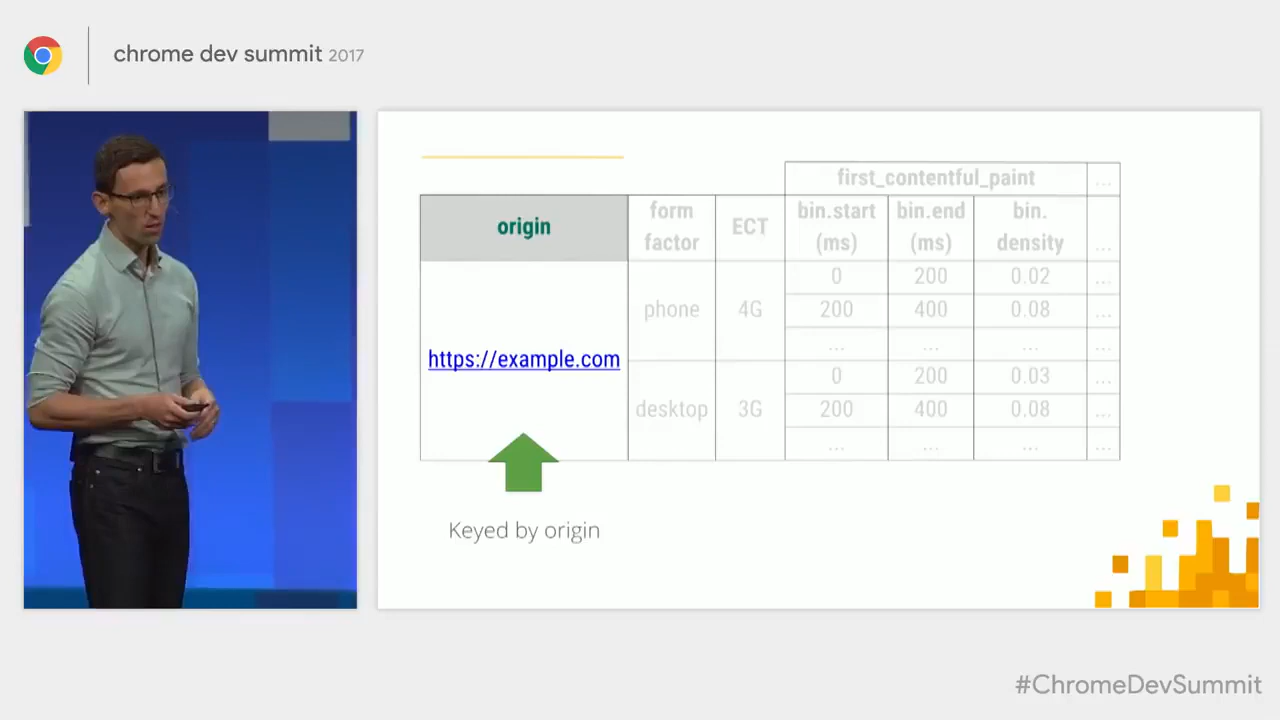 chrome dev summit 2017
first_contentful_paint ...
origin form factor ECT bin.start (ms) bin.end (ms) bin. density ...
https://example.com
phone 4G 0 200 0.02 ...
200 400 0.08 ...
... ... ... ...
desktop 3G 0 200 0.03 ...
200 400 0.08 ...
... ... ... ...
Keyed by origin
#ChromeDevSummit